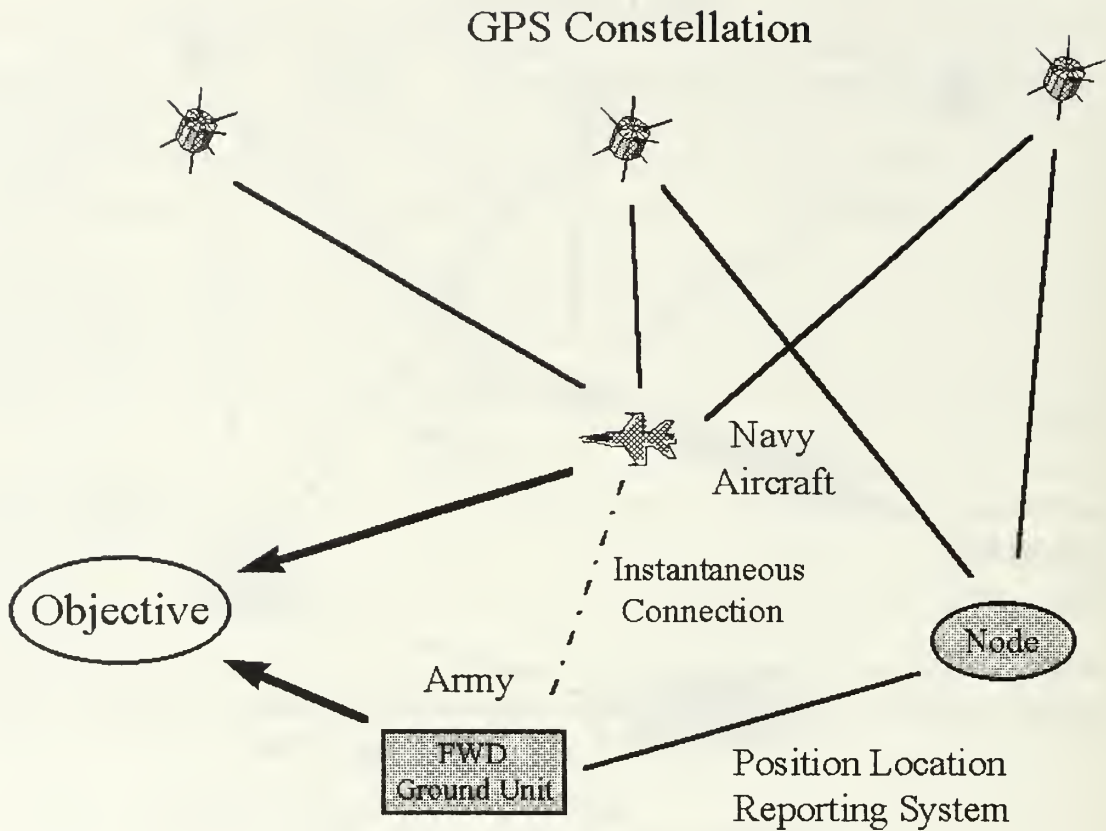 GPS Constellation
Navy
Aircraft
Instantaneous
Connection
Objective
Node
Army
FWD
Ground Unit
Position Location
Reporting System